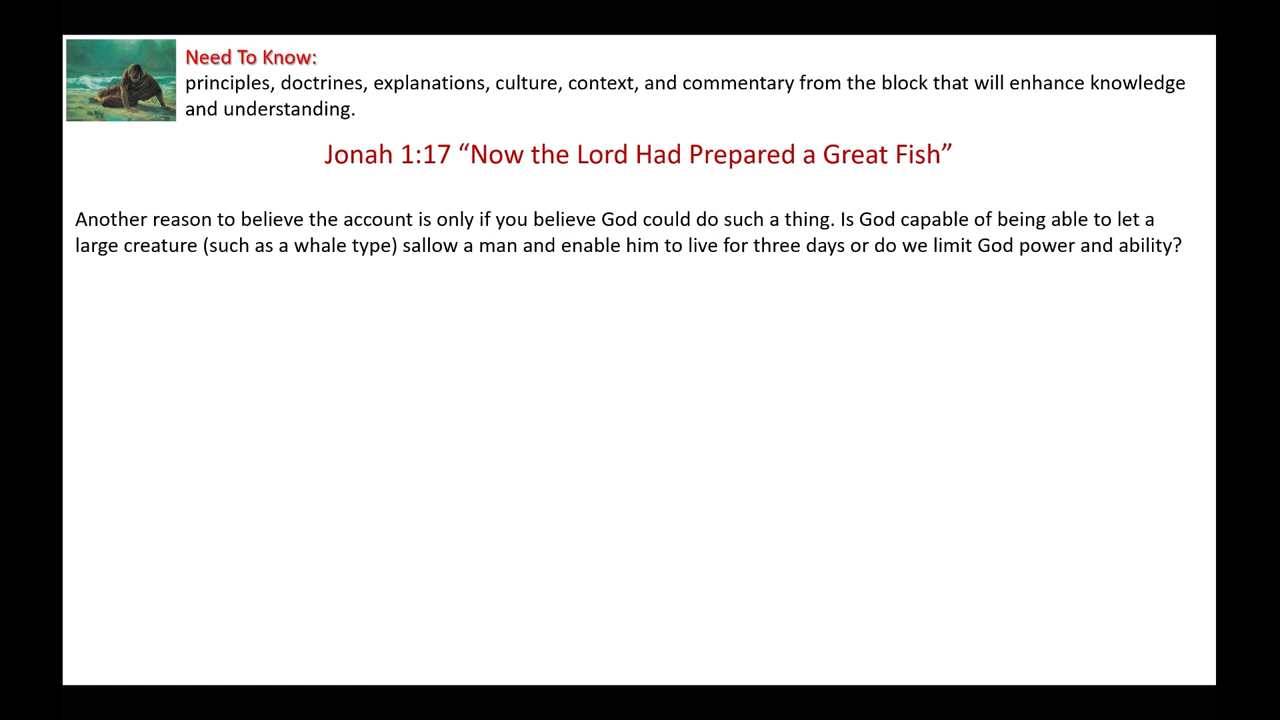 Need To Know:
principles, doctrines, explanations, culture, context, and commentary from the block that will enhance knowledge
and understanding.
Jonah 1:17 “Now the Lord Had Prepared a Great Fish”
Another reason to believe the account is only if you believe God could do such a thing. Is God capable of being able to let a
large creature (such as a whale type) sallow a man and enable him to live for three days or do we limit God power and ability?